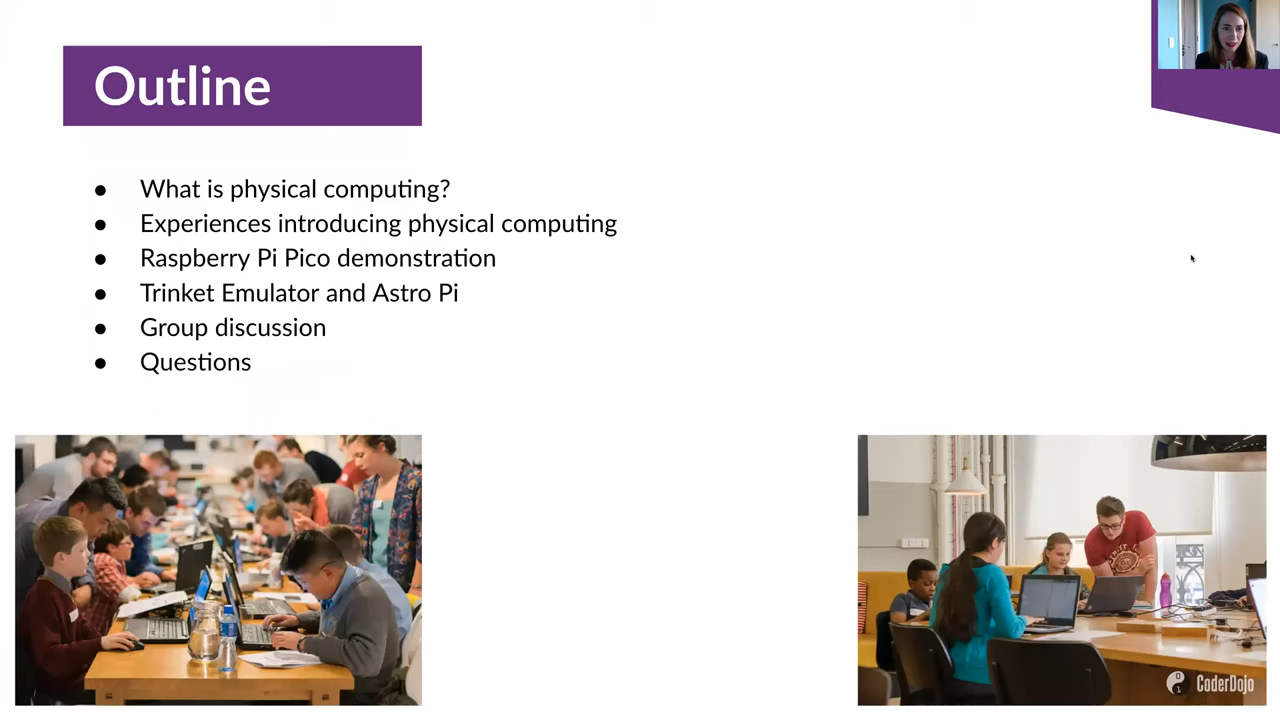 Outline
● What is physical computing?
● Experiences introducing physical computing
● Raspberry Pi Pico demonstration
● Trinket Emulator and Astro Pi
● Group discussion
● Questions
CoderDojo